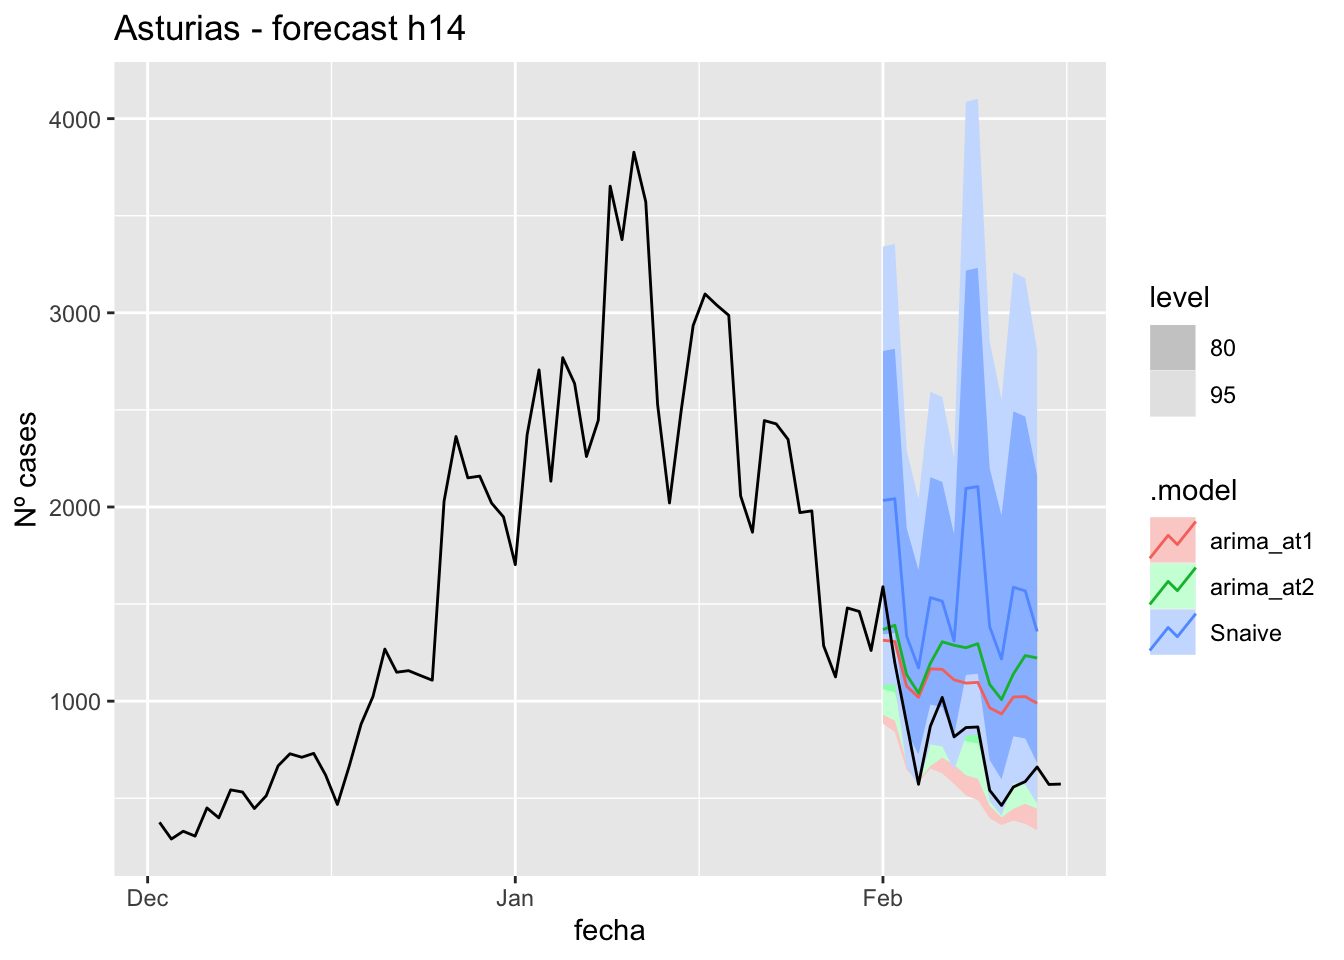 Asturias - forecast h14
Nº cases
4000
3000
2000
1000
Dec
Jan
Feb
fecha
level
80
95
.model
arima_at1
arima_at2
Snaive